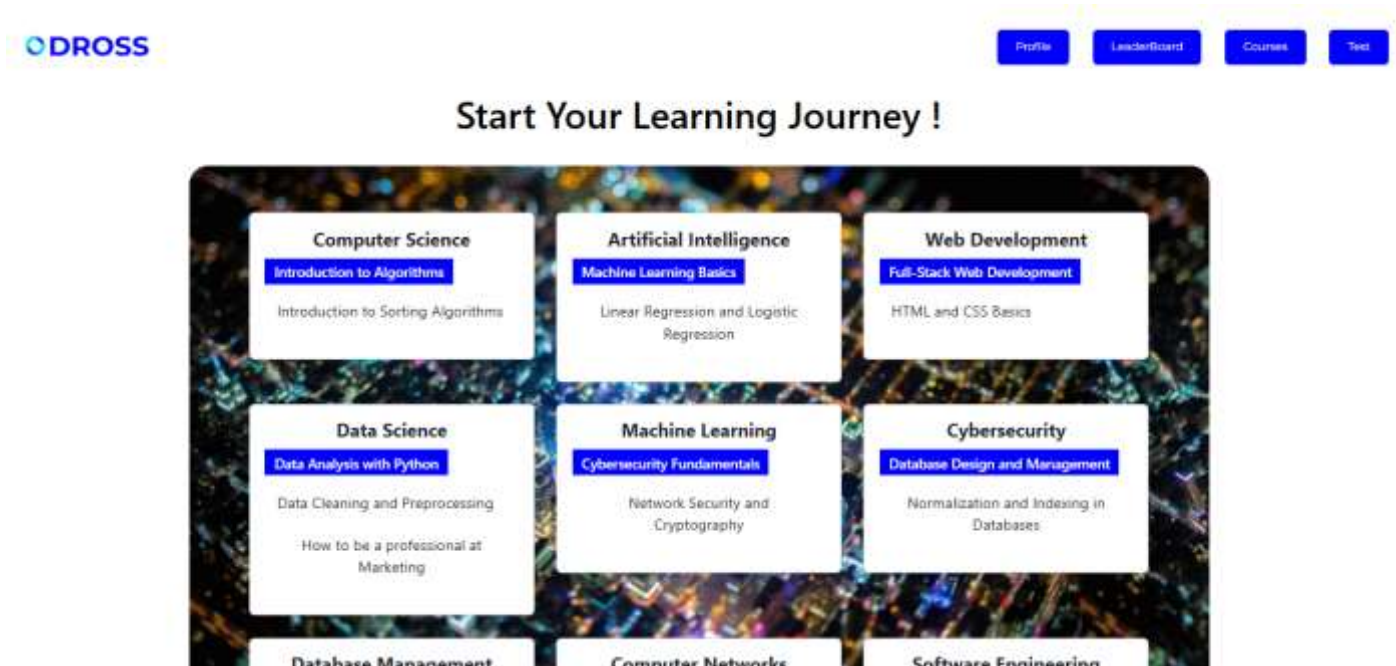 DROSS
Profile
LeaderBoard
Courses
Test
Start Your Learning Journey !
Computer Science
Introduction to Algorithms
Introduction to Sorting Algorithms
Artificial Intelligence
Machine Learning Basics
Linear Regression and Logistic
Regression
Web Development
Full-Stack Web Development
HTML and CSS Basics
Data Science
Data Analysis with Python
Data Cleaning and Preprocessing
How to be a professional at
Marketing
Machine Learning
Cybersecurity Fundamentals
Network Security and
Cryptography
Cybersecurity
Database Design and Management
Normalization and Indexing in
Databases
Database Management
Computer Networks
Software Engineering